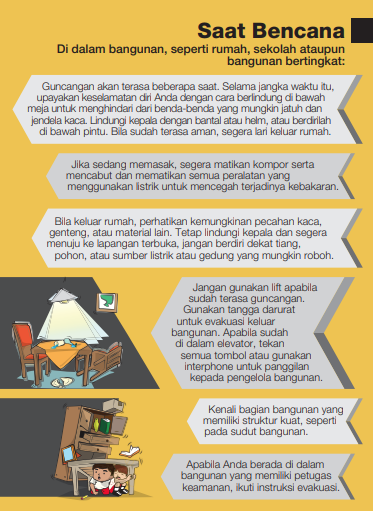 Saat Bencana
Di dalam bangunan, seperti rumah, sekolah ataupun
bangunan bertingkat:
Guncangan akan terasa beberapa saat. Selama jangka waktu itu,
upayakan keselamatan diri Anda dengan cara berlindung di bawah
meja untuk menghindari dari benda-benda yang mungkin jatuh dan
jendela kaca. Lindungi kepala dengan bantal atau helm, atau berdirilah
di bawah pintu. Bila sudah terasa aman, segera lari keluar rumah.
Jika sedang memasak, segera matikan kompor serta
mencabut dan mematikan semua peralatan yang
menggunakan listrik untuk mencegah terjadinya kebakaran.
Bila keluar rumah, perhatikan kemungkinan pecahan kaca,
genteng, atau material lain. Tetap lindungi kepala dan segera
menuju ke lapangan terbuka, jangan berdiri dekat tiang,
pohon, atau sumber listrik atau gedung yang mungkin roboh.
Jangan gunakan lift apabila
sudah terasa guncangan.
Gunakan tangga darurat
untuk evakuasi keluar
bangunan. Apabila sudah
di dalam elevator, tekan
semua tombol atau gunakan
interphone untuk panggilan
kepada pengelola bangunan.
Kenali bagian bangunan yang
memiliki struktur kuat, seperti
pada sudut bangunan.
Apabila Anda berada di dalam
bangunan yang memiliki petugas
keamanan, ikuti instruksi evakuasi.